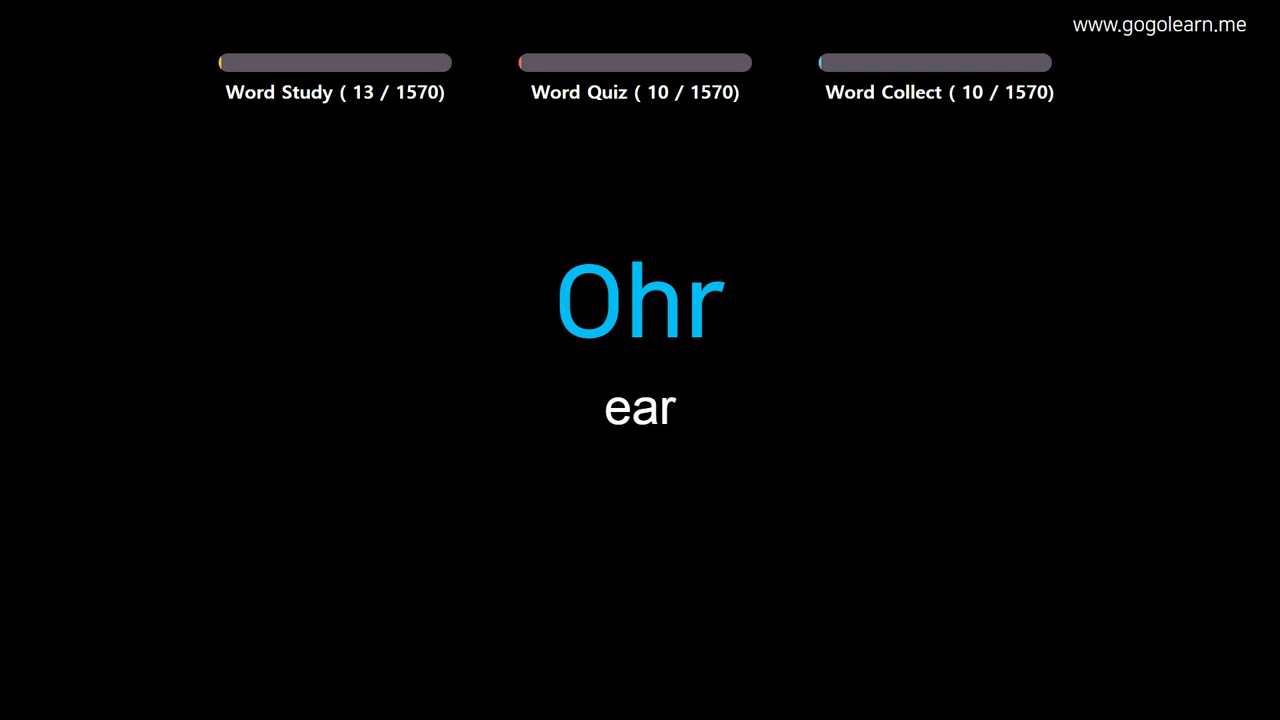 www.gogolearn.me
Word Study ( 13 / 1570)
Word Quiz ( 10 / 1570)
Word Collect ( 10 / 1570)
Ohr
ear